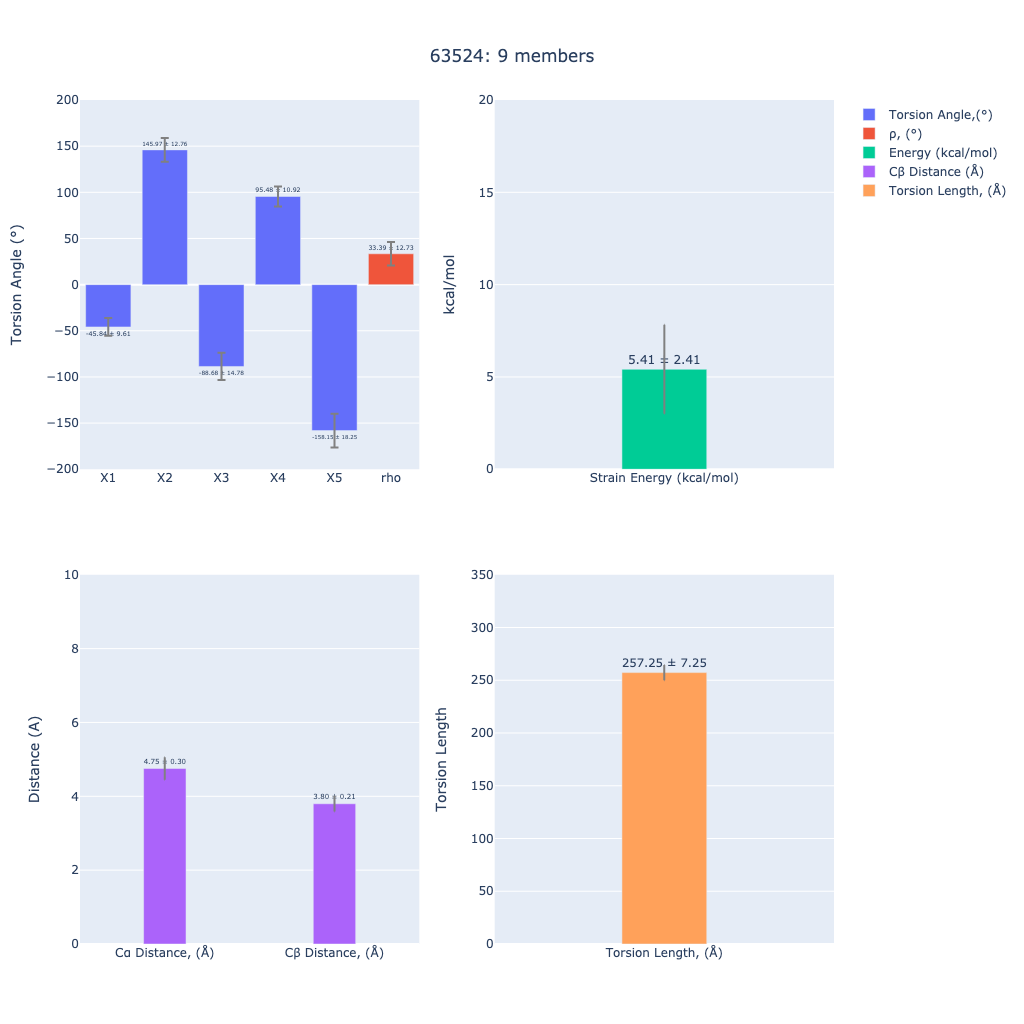 63524: 9 members
200
150
100
50
0
−50
−100
−150
−200
Torsion Angle (°)
-45.84 ± 9.61
145.97 ± 12.76
-88.68 ± 14.78
95.48 ± 10.92
-158.15 ± 18.25
33.39 ± 12.73
X1 X2 X3 X4 X5 rho
20
15
10
5
0
kcal/mol
5.41 ± 2.41
Strain Energy (kcal/mol)
Torsion Angle,(°)
ρ, (°)
Energy (kcal/mol)
Cβ Distance (Å)
Torsion Length, (Å)
10
8
6
4
2
0
Distance (A)
4.75 ± 0.30
3.80 ± 0.21
Cα Distance, (Å) Cβ Distance, (Å)
350
300
250
200
150
100
50
0
Torsion Length
257.25 ± 7.25
Torsion Length, (Å)